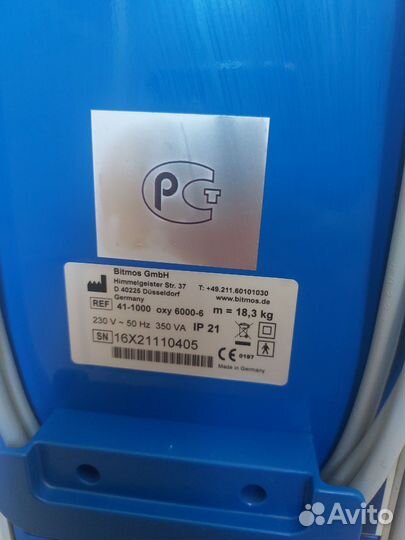 РСТ
Bitmos GmbH
Himmelgeister Str. 37 T: +49.211.60101030
D 40225 Düsseldorf www.bitmos.de
Germany
REF 41-1000 oxy 6000-6 m = 18,3 kg
230 V ~ 50 Hz 350 VA IP 21
SN 16X21110405
CE 0197 Made in Germany
Avito